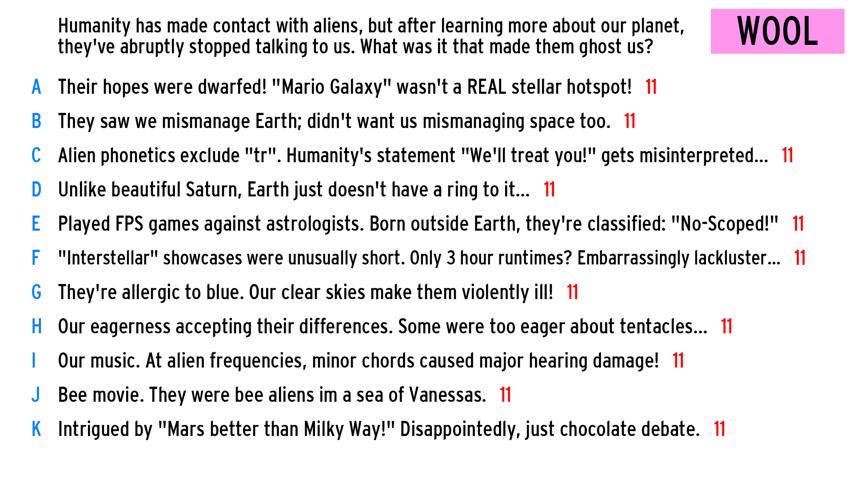 Humanity has made contact with aliens, but after learning more about our planet,
they've abruptly stopped talking to us. What was it that made them ghost us?
WOOL
A Their hopes were dwarfed! "Mario Galaxy" wasn't a REAL stellar hotspot! 11
B They saw we mismanage Earth; didn't want us mismanaging space too. 11
C Alien phonetics exclude "tr". Humanity's statement "We'll treat you!" gets misinterpreted... 11
D Unlike beautiful Saturn, Earth just doesn't have a ring to it... 11
E Played FPS games against astrologists. Born outside Earth, they're classified: "No-Scoped!" 11
F "Interstellar" showcases were unusually short. Only 3 hour runtimes? Embarrassingly lackluster... 11
G They're allergic to blue. Our clear skies make them violently ill! 11
H Our eagerness accepting their differences. Some were too eager about tentacles... 11
I Our music. At alien frequencies, minor chords caused major hearing damage! 11
J Bee movie. They were bee aliens im a sea of Vanessas. 11
K Intrigued by "Mars better than Milky Way!" Disappointedly, just chocolate debate. 11